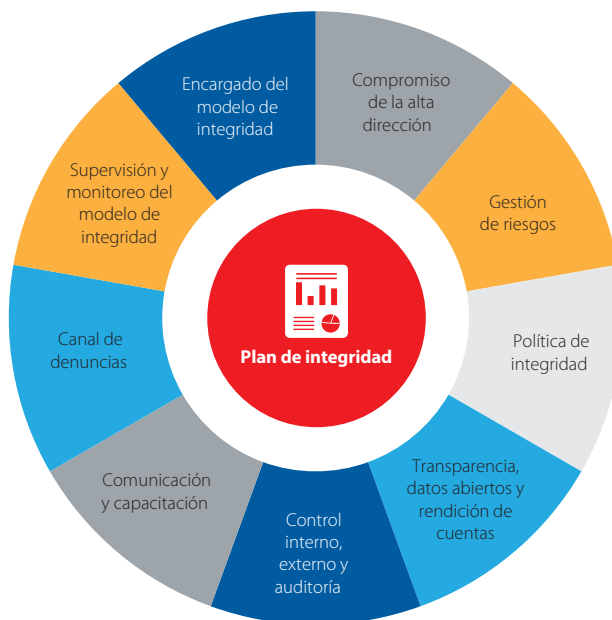 Compromiso
de la alta
dirección
Gestión
de riesgos
Política de
integridad
Transparencia,
datos abiertos y
rendición de
cuentas
Control
interno,
externo y
auditoría
Comunicación
y capacitación
Canal de
denuncias
Supervisión y
monitoreo del
modelo de
integridad
Encargado del
modelo de
integridad
Plan de integridad